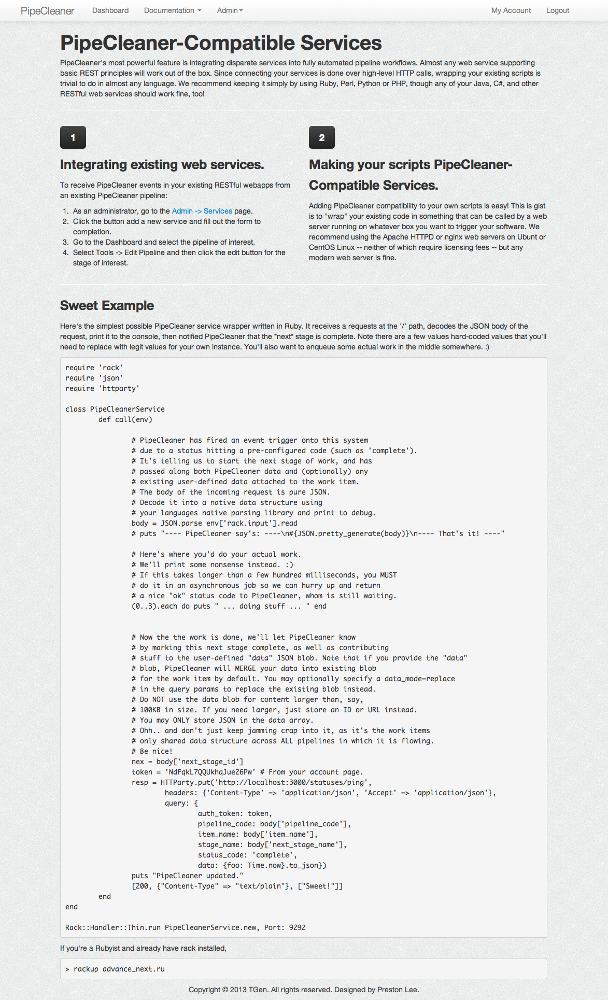 PipeCleaner Dashboard Documentation Admin My Account Logout
PipeCleaner-Compatible Services
PipeCleaner's most powerful feature is integrating disparate services into fully automated pipeline workflows. Almost any web service supporting
basic REST principles will work out of the box. Since connecting your services is done over high-level HTTP calls, wrapping your existing scripts is
trivial to do in almost any language. We recommend keeping it simply by using Ruby, Perl, Python or PHP, though any of your Java, C#, and other
RESTful web services should work fine, too!
1
Integrating existing web services.
To receive PipeCleaner events in your existing RESTful webapps from
an existing PipeCleaner pipeline:
1. As an administrator, go to the Admin -> Services page.
2. Click the button add a new service and fill out the form to
completion.
3. Go to the Dashboard and select the pipeline of interest.
4. Select Tools -> Edit Pipeline and then click the edit button for the
stage of interest.
2
Making your scripts PipeCleaner-
Compatible Services.
Adding PipeCleaner compatibility to your own scripts is easy! This is gist
is to "wrap" your existing code in something that can be called by a web
server running on whatever box you want to trigger your software. We
recommend using the Apache HTTPD or nginx web servers on Ubunt or
CentOS Linux -- neither of which require licensing fees -- but any
modern web server is fine.
Sweet Example
Here's the simplest possible PipeCleaner service wrapper written in Ruby. It receives a requests at the '/' path, decodes the JSON body of the
request, print it to the console, then notified PipeCleaner that the *next* stage is complete. Note there are a few values hard-coded values that you'll
need to replace with legit values for your own instance. You'll also want to enqueue some actual work in the middle somewhere. :)
require 'rack'
require 'json'
require 'httparty'
class PipeCleanerService
def call(env)
# PipeCleaner has fired an event trigger onto this system
# due to a status hitting a pre-configured code (such as 'complete').
# It's telling us to start the next stage of work, and has
# passed along both PipeCleaner data and (optionally) any
# existing user-defined data attached to the work item.
# The body of the incoming request is pure JSON.
# Decode it into a native data structure using
# your languages native parsing library and print to debug.
body = JSON.parse env['rack.input'].read
# puts "---- PipeCleaner say's: ----\n#{JSON.pretty_generate(body)}\n---- That's it! ----"
# Here's where you'd do your actual work.
# We'll print some nonsense instead. :)
# If this takes longer than a few hundred milliseconds, you MUST
# do it in an asynchronous job so we can hurry up and return
# a nice "ok" status code to PipeCleaner, whom is still waiting.
(0..3).each do puts " ... doing stuff ... " end
# Now the the work is done, we'll let PipeCleaner know
# by marking this next stage complete, as well as contributing
# stuff to the user-defined "data" JSON blob. Note that if you provide the "data"
# blob, PipeCleaner will MERGE your data into existing blob
# for the work item by default. You may optionally specify a data_mode=replace
# in the query params to replace the existing blob instead.
# Do NOT use the data blob for content larger than, say,
# 100KB in size. If you need larger, just store an ID or URL instead.
# You may ONLY store JSON in the data array.
# Ohh.. and don't just keep jamming crap into it, as it's the work items
# only shared data structure across ALL pipelines in which it is flowing.
# Be nice!
nex = body['next_stage_id']
token = 'NdFqkL7QQUkhqJue26Pw' # From your account page.
resp = HTTParty.put('http://localhost:3000/statuses/ping',
headers: {'Content-Type' => 'application/json', 'Accept' => 'application/json'},
query: {
auth_token: token,
pipeline_code: body['pipeline_code'],
item_name: body['item_name'],
stage_name: body['next_stage_name'],
status_code: 'complete',
data: {foo: Time.now}.to_json})
puts "PipeCleaner updated."
[200, {"Content-Type" => "text/plain"}, ["Sweet!"]]
end
end
Rack::Handler::Thin.run PipeCleanerService.new, Port: 9292
If you're a Rubyist and already have rack installed,
> rackup advance_next.ru
Copyright © 2013 TGen. All rights reserved. Designed by Preston Lee.